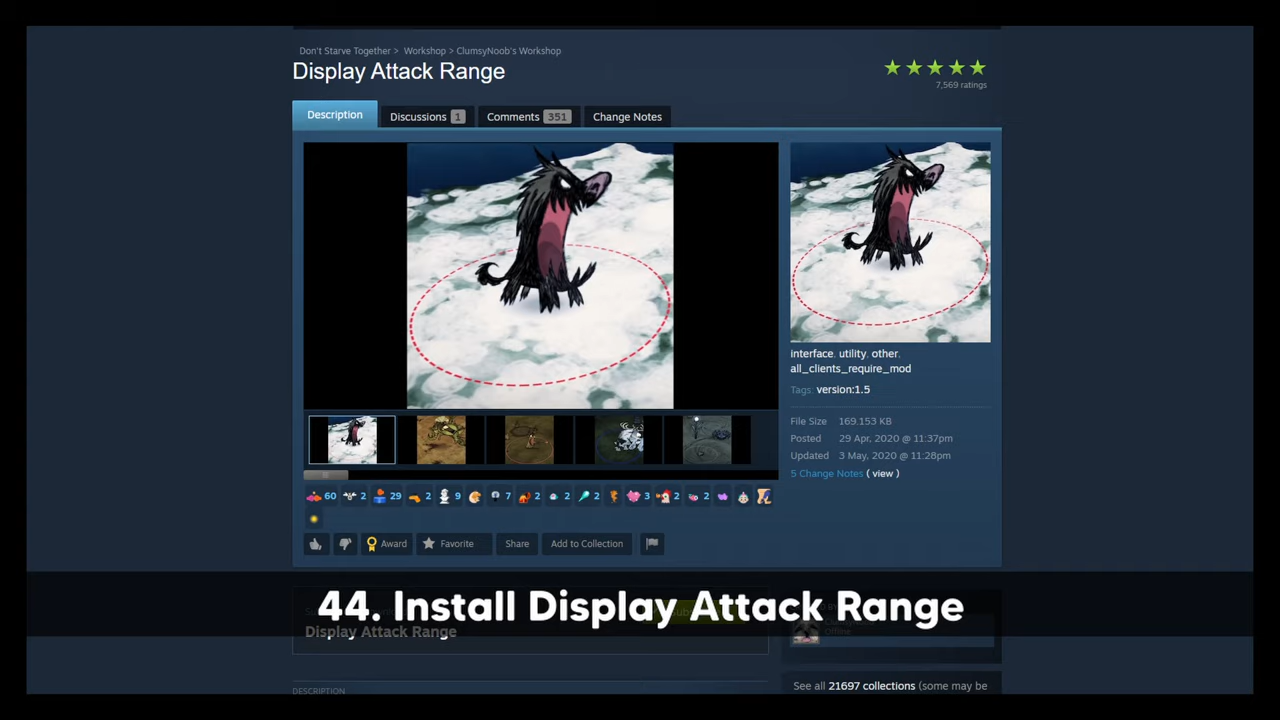 Don't Starve Together > Workshop > ClumsyNoob's Workshop
Display Attack Range
7,569 ratings
Description
Discussions 1
Comments 351
Change Notes
interface, utility, other,
all_clients_require_mod
Tags: version:1.5
File Size 169.153 KB
Posted 29 Apr, 2020 @ 11:37pm
Updated 3 May, 2020 @ 11:28pm
5 Change Notes ( view )
60 2 29 2 9 7 2 2 2 3 2 2
Award
Favorite
Share
Add to Collection
44. Install Display Attack Range
Display Attack Range
Offline
See all 21697 collections (some may be
DESCRIPTION